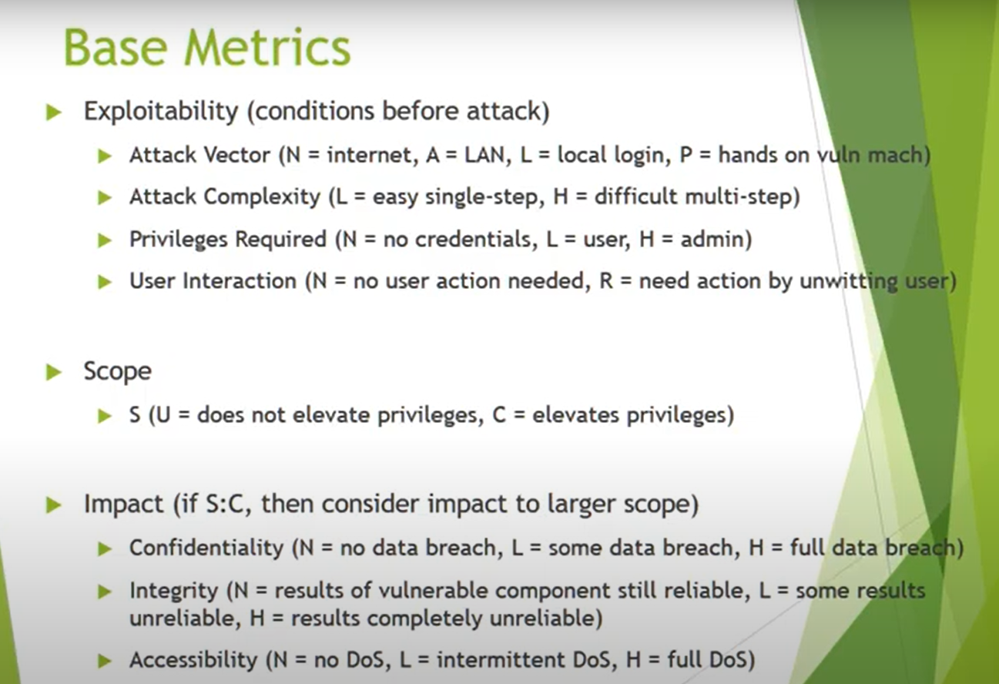 Base Metrics
Exploitability (conditions before attack)
Attack Vector (N = internet, A = LAN, L = local login, P = hands on vuln mach)
Attack Complexity (L = easy single-step, H = difficult multi-step)
Privileges Required (N = no credentials, L = user, H = admin)
User Interaction (N = no user action needed, R = need action by unwitting user)
Scope
S (U = does not elevate privileges, C = elevates privileges)
Impact (if S:C, then consider impact to larger scope)
Confidentiality (N = no data breach, L = some data breach, H = full data breach)
Integrity (N = results of vulnerable component still reliable, L = some results
unreliable, H = results completely unreliable)
Accessibility (N = no DoS, L = intermittent DoS, H = full DoS)